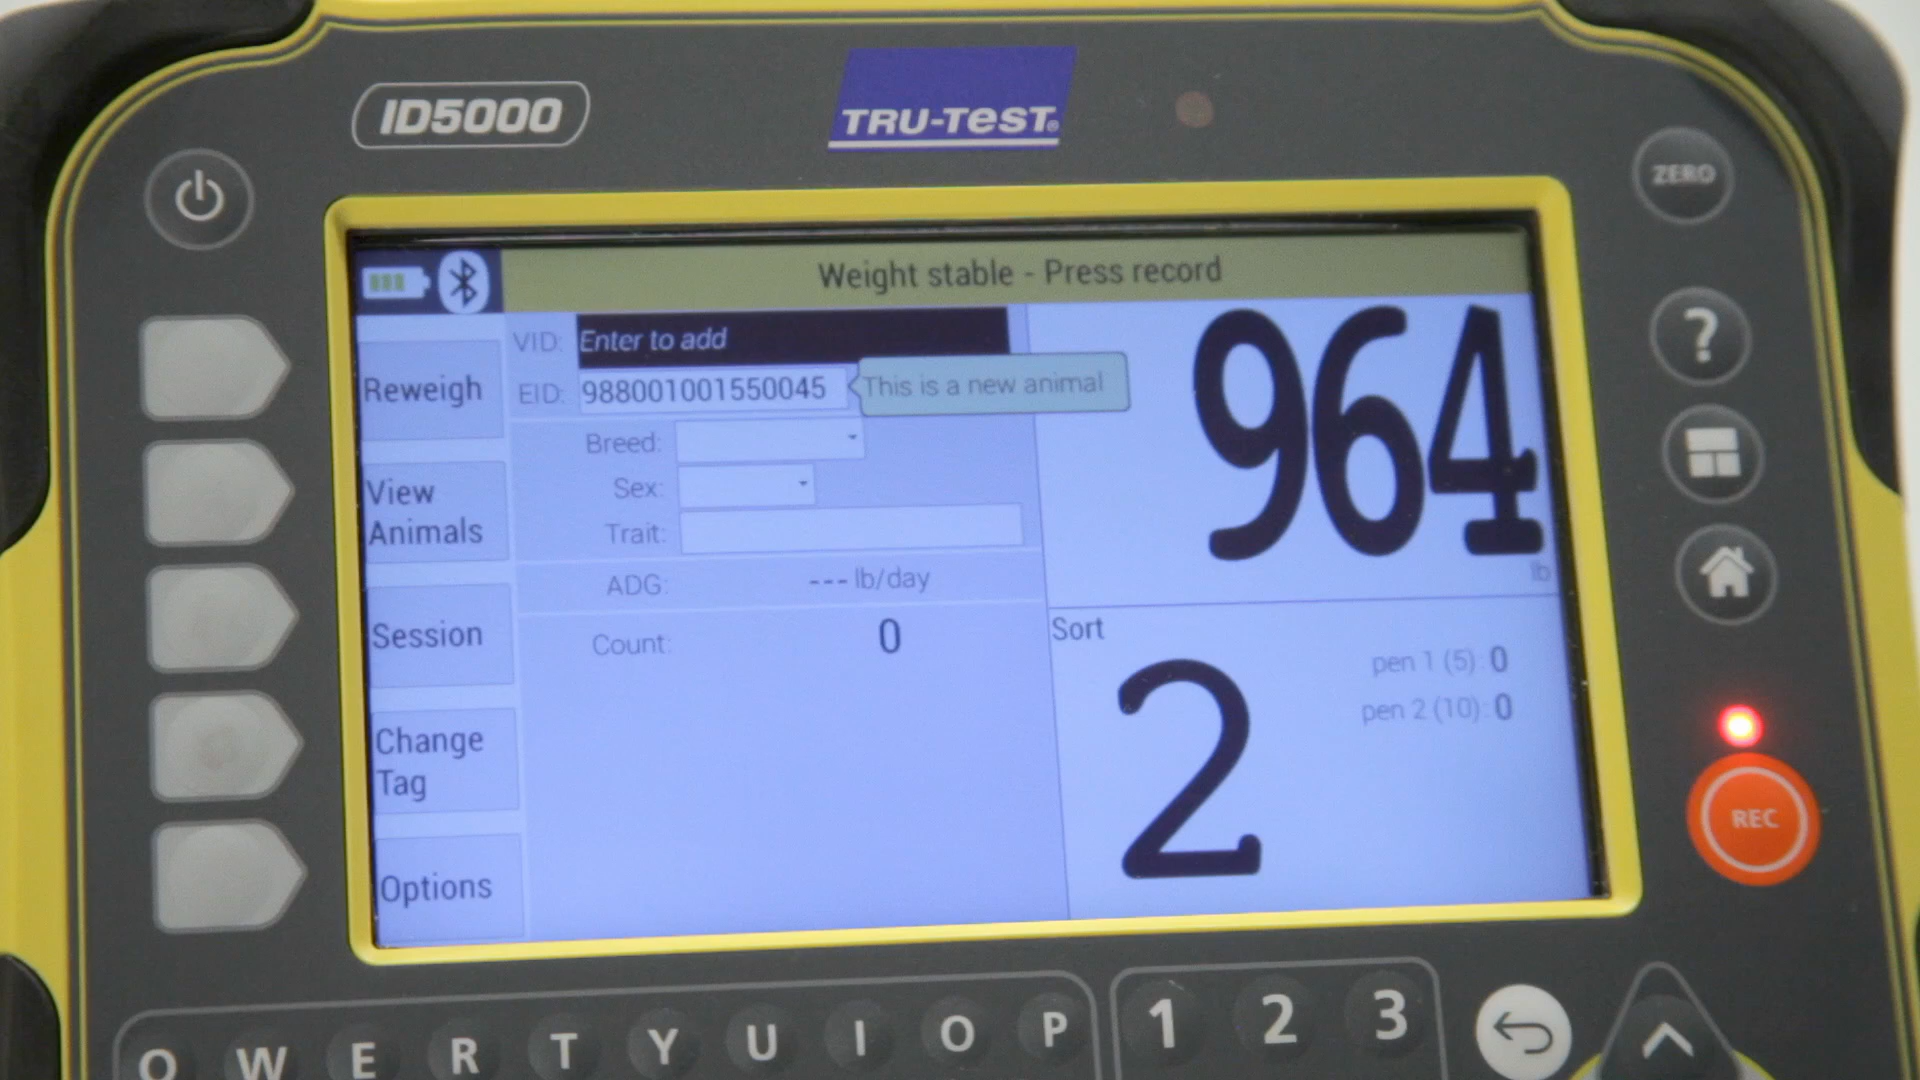 ID5000
TRU-TEST®
ZERO
Weight stable - Press record
VID: Enter to add
EID: 988001001550045
This is a new animal
Breed:
Sex:
Trait:
ADG: --- lb/day
Count: 0
Reweigh
View
Animals
Session
Change
Tag
Options
964
lb
Sort
2
pen 1 (5): 0
pen 2 (10): 0
?
REC
Q W E R T Y U I O P
1 2 3